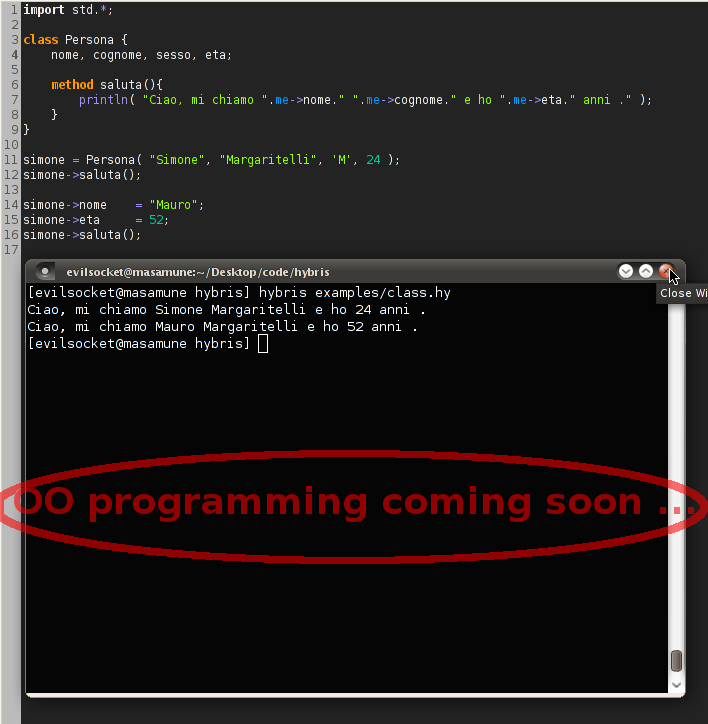 1 import std.*;
2
3 class Persona {
4     nome, cognome, sesso, eta;
5
6     method saluta(){
7         println( "Ciao, mi chiamo ".me->nome." ".me->cognome." e ho ".me->eta." anni ." );
8     }
9 }
10
11 simone = Persona( "Simone", "Margaritelli", 'M', 24 );
12 simone->saluta();
13
14 simone->nome    = "Mauro";
15 simone->eta     = 52;
16 simone->saluta();
17
evilsocket@masamune:~/Desktop/code/hybris
Close Wi
[evilsocket@masamune hybris] hybris examples/class.hy
Ciao, mi chiamo Simone Margaritelli e ho 24 anni .
Ciao, mi chiamo Mauro Margaritelli e ho 52 anni .
[evilsocket@masamune hybris]
OO programming coming soon ...